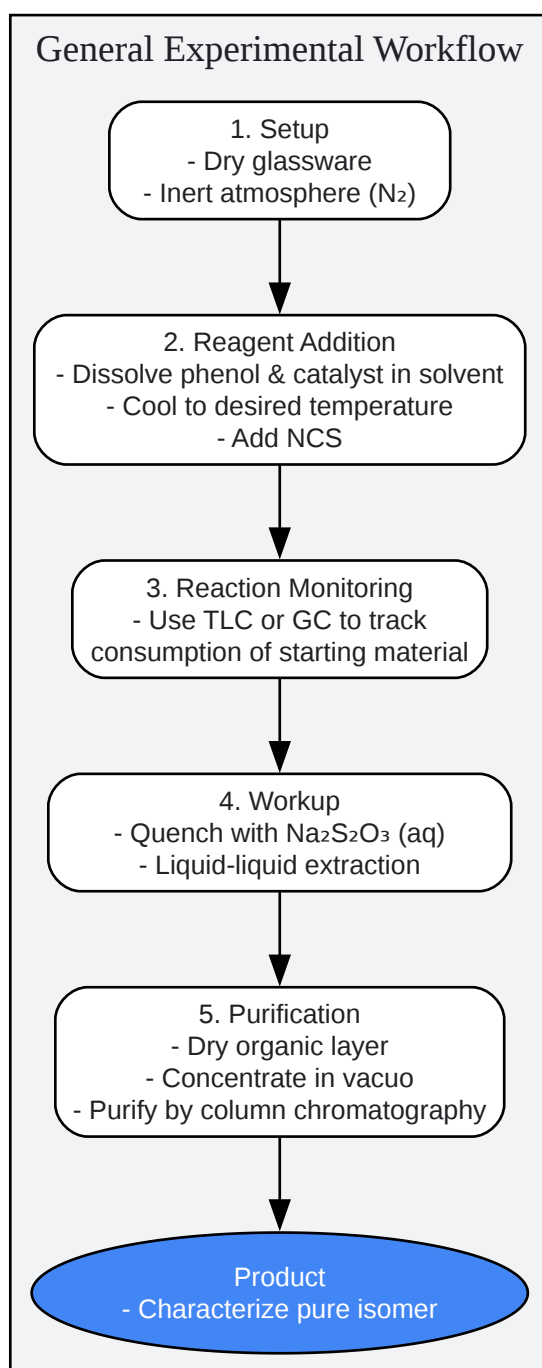 General Experimental Workflow
1. Setup
- Dry glassware
- Inert atmosphere (N₂)
2. Reagent Addition
- Dissolve phenol & catalyst in solvent
- Cool to desired temperature
- Add NCS
3. Reaction Monitoring
- Use TLC or GC to track
consumption of starting material
4. Workup
- Quench with Na₂S₂O₃ (aq)
- Liquid-liquid extraction
5. Purification
- Dry organic layer
- Concentrate in vacuo
- Purify by column chromatography
Product
- Characterize pure isomer